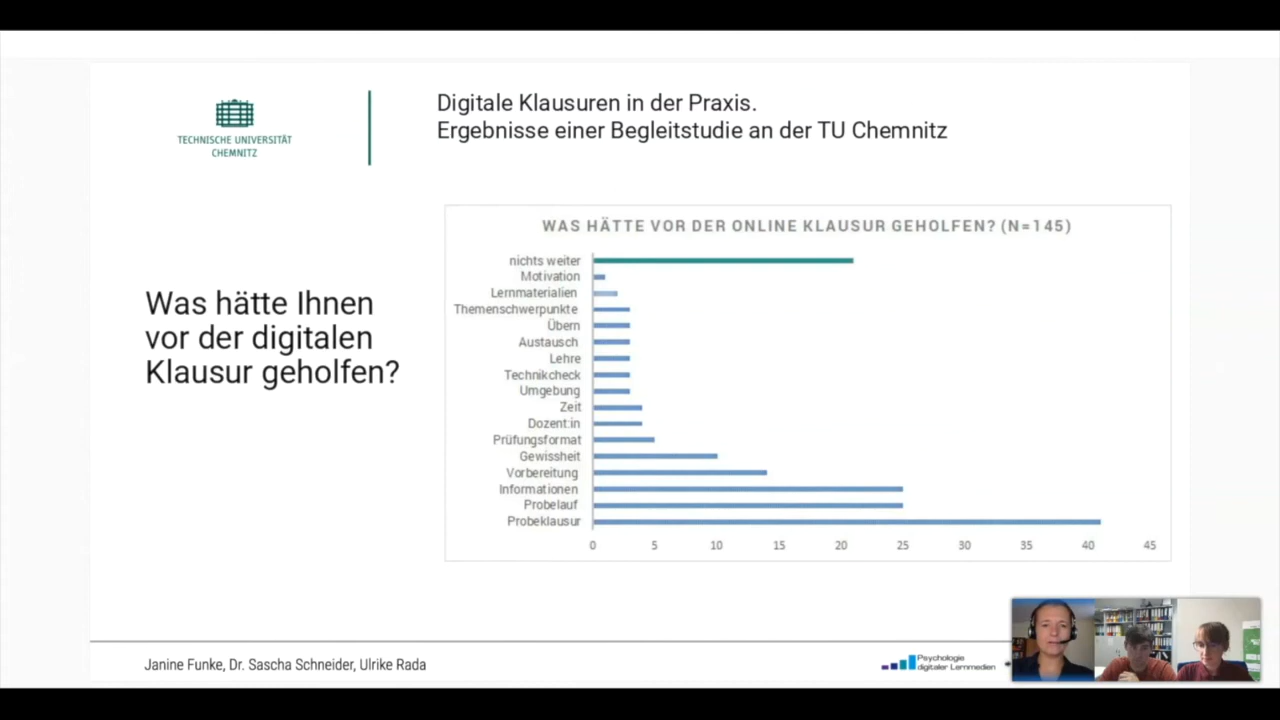 TECHNISCHE UNIVERSITÄT
CHEMNITZ
Digitale Klausuren in der Praxis.
Ergebnisse einer Begleitstudie an der TU Chemnitz
Was hätte Ihnen
vor der digitalen
Klausur geholfen?
WAS HÄTTE VOR DER ONLINE KLAUSUR GEHOLFEN? (N=145)
nichts weiter
Motivation
Lernmaterialien
Themenschwerpunkte
Übern
Austausch
Lehre
Technikcheck
Umgebung
Zeit
Dozent:in
Prüfungsformat
Gewissheit
Vorbereitung
Informationen
Probelauf
Probeklausur
0 5 10 15 20 25 30 35 40 45
Janine Funke, Dr. Sascha Schneider, Ulrike Rada
Psychologie
digitaler Lernmedien